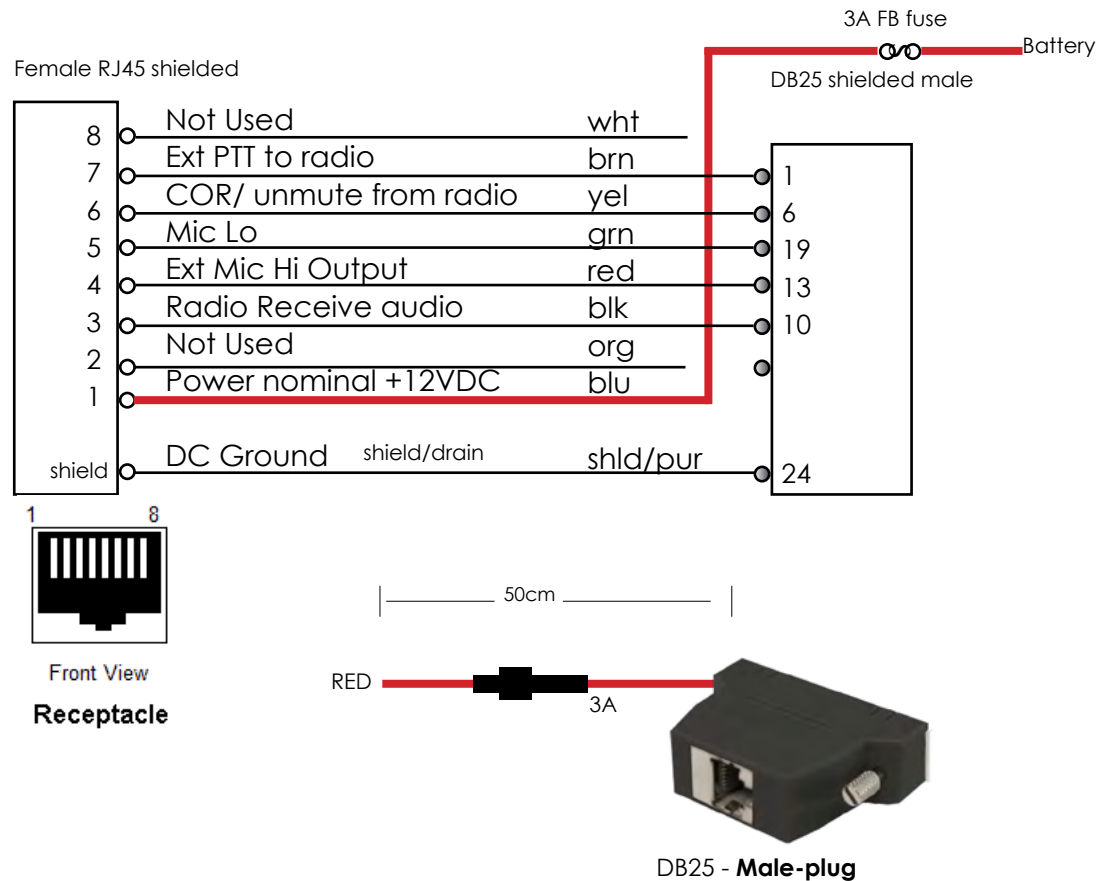 3A FB fuse
Battery
Female RJ45 shielded
DB25 shielded male
8 Not Used wht
7 Ext PTT to radio brn 1
6 COR/ unmute from radio yel 6
5 Mic Lo grn 19
4 Ext Mic Hi Output red 13
3 Radio Receive audio blk 10
2 Not Used org
1 Power nominal +12VDC blu
shield DC Ground shield/drain shld/pur 24
1 8
Front View
Receptacle
50cm
RED
3A
DB25 - Male-plug